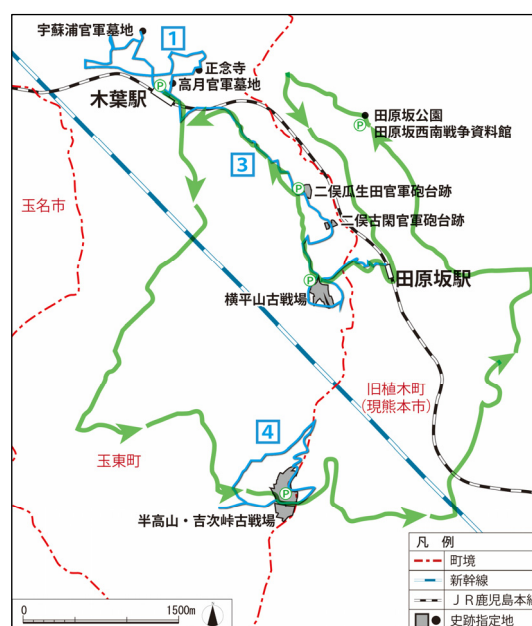 宇蘇浦官軍墓地
1
正念寺
高月官軍墓地
P
木葉駅
田原坂公園
P
田原坂西南戦争資料館
3
P
二俣瓜生田官軍砲台跡
玉名市
二俣古閑官軍砲台跡
P
田原坂駅
横平山古戦場
旧植木町
(現熊本市)
4
玉東町
P
半高山・吉次峠古戦場
凡 例
町境
新幹線
JR鹿児島本線
史跡指定地
0 1500m